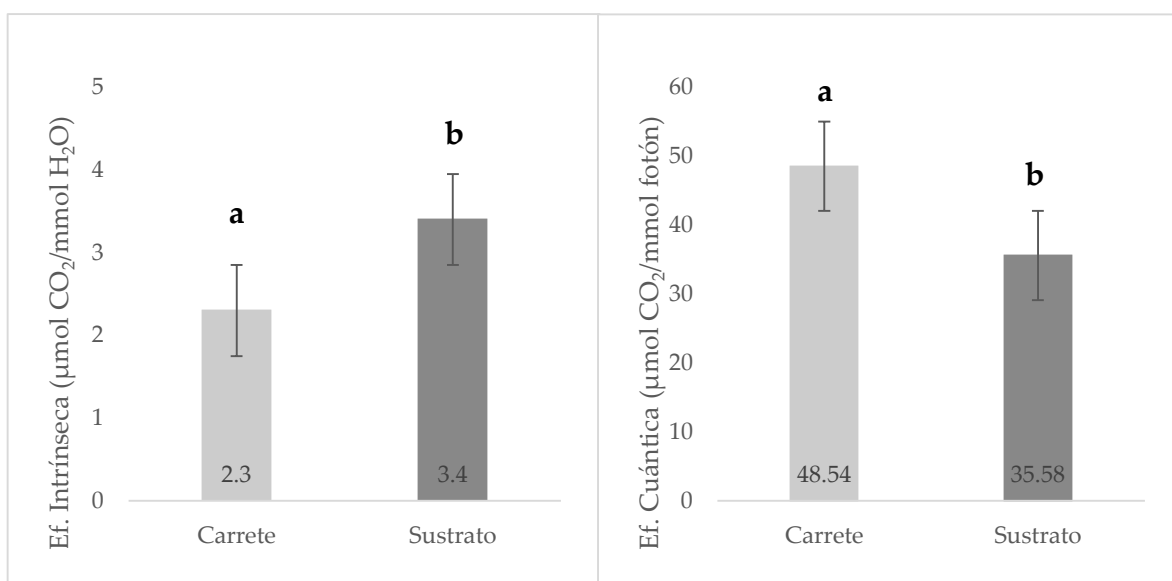 Ef. Intrínseca (µmol CO₂/mmol H₂O)
5
4
3
2
1
0
a
b
2.3
3.4
Carrete
Sustrato
Ef. Cuántica (µmol CO₂/mmol fotón)
60
50
40
30
20
10
0
a
b
48.54
35.58
Carrete
Sustrato